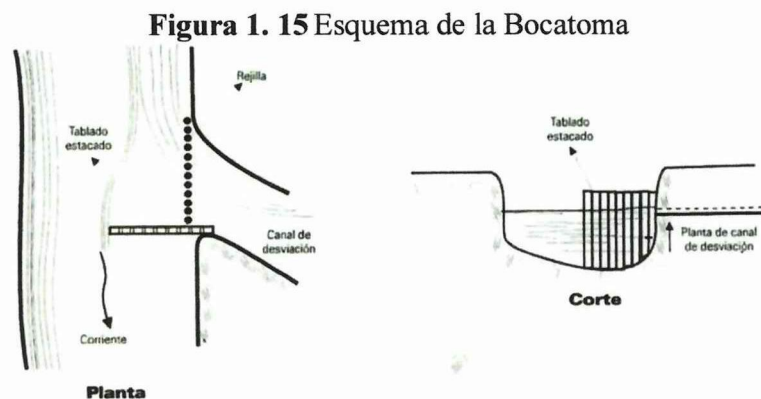 Figura 1. 15 Esquema de la Bocatoma
Rejilla
Tablado
estacado
Canal de
desviación
Corriente
Planta
Tablado
estacado
Planta de canal
de desviación
Corte